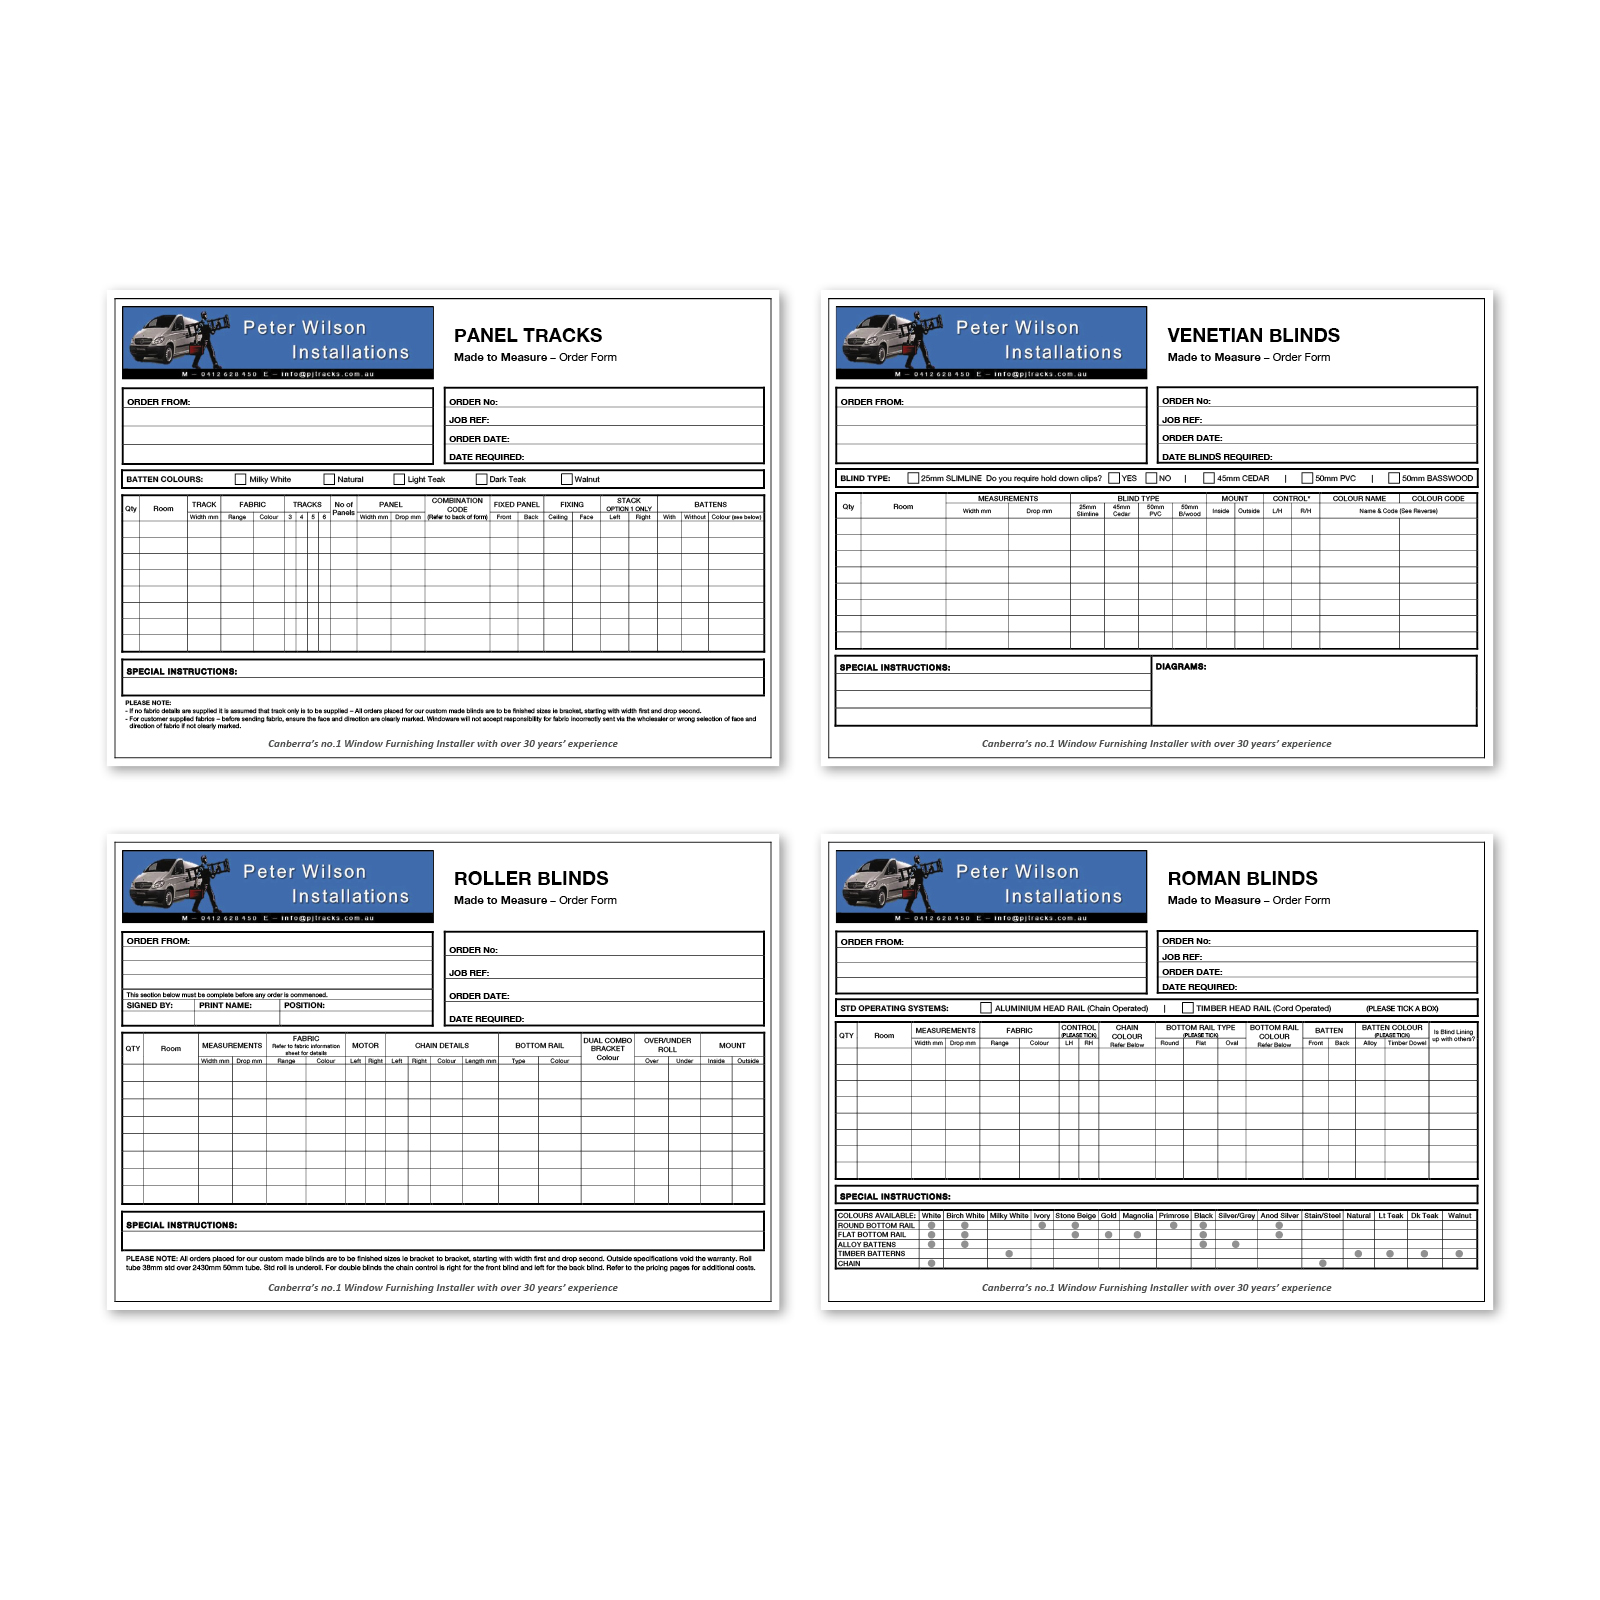 Peter Wilson
Installations
M – 0412 628 450 E – info@pjtracks.com.au
PANEL TRACKS
Made to Measure – Order Form
ORDER FROM:
ORDER No:
JOB REF:
ORDER DATE:
DATE REQUIRED:
BATTEN COLOURS: Milky White Natural Light Teak Dark Teak Walnut
Qty Room TRACK FABRIC TRACKS No of Panels PANEL COMBINATION CODE (Refer to back of form) FIXED PANEL FIXING STACK OPTION 1 ONLY BATTENS
Width mm Range Colour 3 4 5 6 Width mm Drop mm Front Back Ceiling Face Left Right With Without Colour (see below)
SPECIAL INSTRUCTIONS:
PLEASE NOTE:
- If no fabric details are supplied it is assumed that track only is to be supplied – All orders placed for our custom made blinds are to be finished sizes ie bracket, starting with width first and drop second.
- For customer supplied fabrics – before sending fabric, ensure the face and direction are clearly marked. Windoware will not accept responsibility for fabric incorrectly sent via the wholesaler or wrong selection of face and
direction of fabric if not clearly marked.
Canberra's no.1 Window Furnishing Installer with over 30 years' experience
Peter Wilson
Installations
M – 0412 628 450 E – info@pjtracks.com.au
VENETIAN BLINDS
Made to Measure – Order Form
ORDER FROM:
ORDER No:
JOB REF:
ORDER DATE:
DATE BLINDS REQUIRED:
BLIND TYPE: 25mm SLIMLINE Do you require hold down clips? YES NO | 45mm CEDAR | 50mm PVC | 50mm BASSWOOD
Qty Room MEASUREMENTS BLIND TYPE MOUNT CONTROL* COLOUR NAME COLOUR CODE
Width mm Drop mm 25mm Slimline 45mm Cedar 50mm PVC 50mm B/wood Inside Outside L/H R/H Name & Code (See Reverse)
SPECIAL INSTRUCTIONS:
DIAGRAMS:
Canberra's no.1 Window Furnishing Installer with over 30 years' experience
Peter Wilson
Installations
M – 0412 628 450 E – info@pjtracks.com.au
ROLLER BLINDS
Made to Measure – Order Form
ORDER FROM:
This section below must be complete before any order is commenced.
SIGNED BY: PRINT NAME: POSITION:
ORDER No:
JOB REF:
ORDER DATE:
DATE REQUIRED:
QTY Room MEASUREMENTS FABRIC Refer to fabric information sheet for details MOTOR CHAIN DETAILS BOTTOM RAIL DUAL COMBO BRACKET Colour OVER/UNDER ROLL MOUNT
Width mm Drop mm Range Colour Left Right Left Right Colour Length mm Type Colour Over Under Inside Outside
SPECIAL INSTRUCTIONS:
PLEASE NOTE: All orders placed for our custom made blinds are to be finished sizes ie bracket to bracket, starting with width first and drop second. Outside specifications void the warranty. Roll
tube 38mm std over 2430mm 50mm tube. Std roll is underoll. For double blinds the chain control is right for the front blind and left for the back blind. Refer to the pricing pages for additional costs.
Canberra's no.1 Window Furnishing Installer with over 30 years' experience
Peter Wilson
Installations
M – 0412 628 450 E – info@pjtracks.com.au
ROMAN BLINDS
Made to Measure – Order Form
ORDER FROM:
ORDER No:
JOB REF:
ORDER DATE:
DATE REQUIRED:
STD OPERATING SYSTEMS: ALUMINIUM HEAD RAIL (Chain Operated) | TIMBER HEAD RAIL (Cord Operated) (PLEASE TICK A BOX)
QTY Room MEASUREMENTS FABRIC CONTROL (PLEASE TICK) CHAIN COLOUR Refer Below BOTTOM RAIL TYPE (PLEASE TICK) BOTTOM RAIL COLOUR Refer Below BATTEN BATTEN COLOUR (PLEASE TICK) Is Blind Lining up with others?
Width mm Drop mm Range Colour LH RH Round Flat Oval Front Back Alloy Timber Dowel
SPECIAL INSTRUCTIONS:
COLOURS AVAILABLE: White Birch White Milky White Ivory Stone Beige Gold Magnolia Primrose Black Silver/Grey Anod Silver Stain/Steel Natural Lt Teak Dk Teak Walnut
ROUND BOTTOM RAIL
FLAT BOTTOM RAIL
ALLOY BATTENS
TIMBER BATTERNS
CHAIN
Canberra's no.1 Window Furnishing Installer with over 30 years' experience